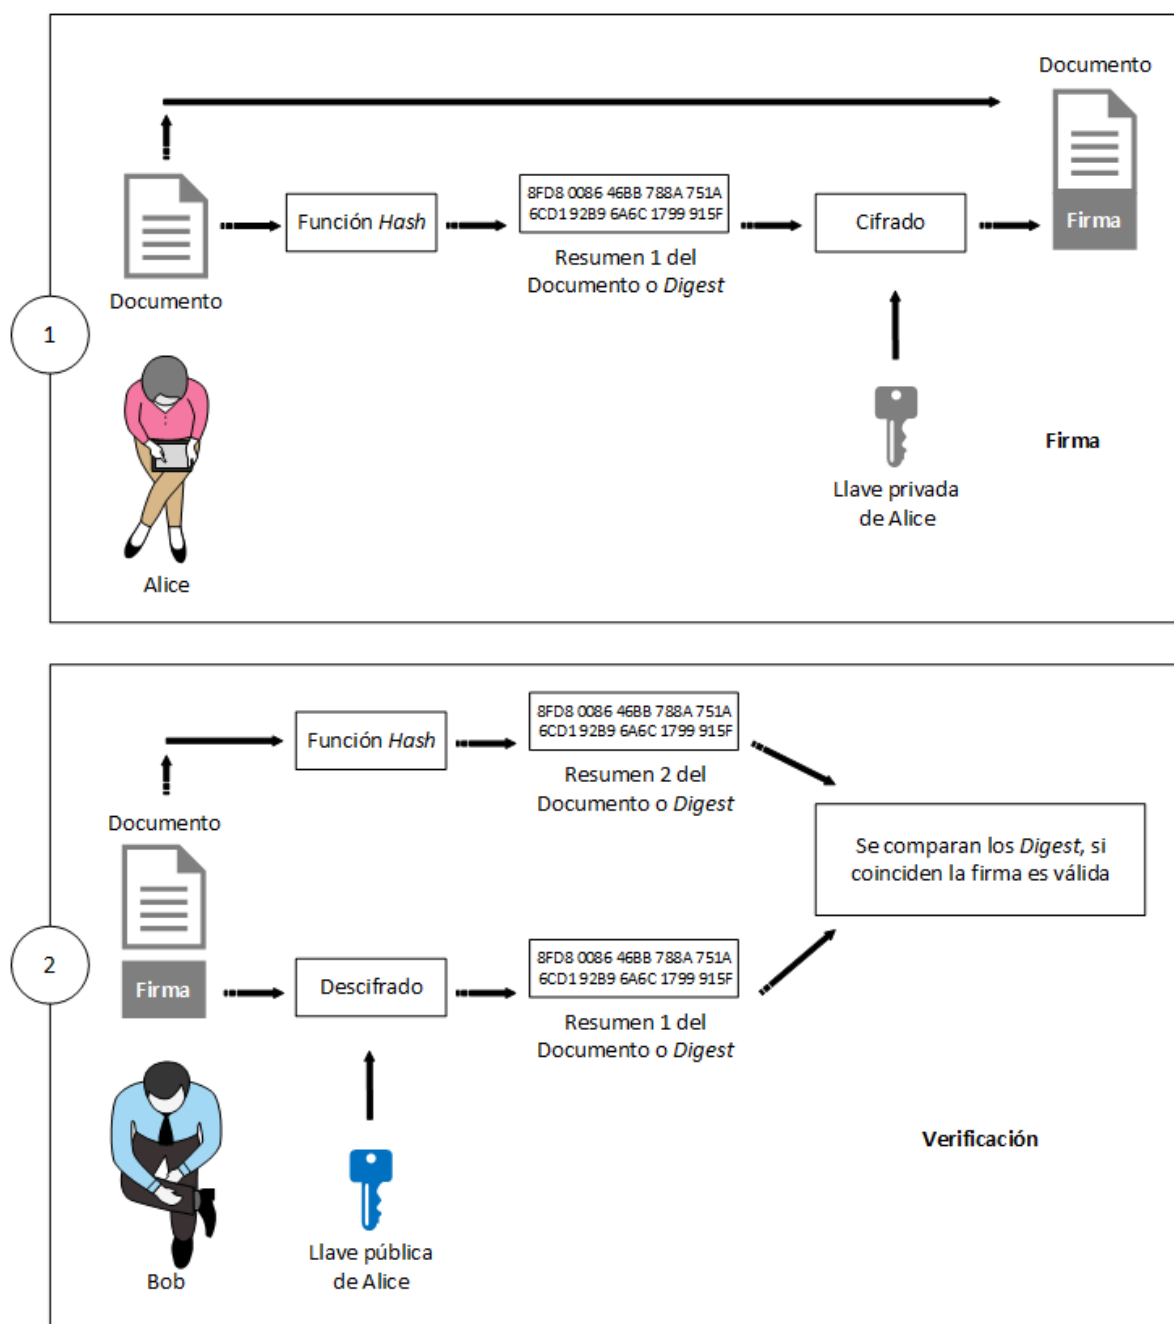 Documento
8FD8 0086 46BB 788A 751A
6CD1 92B9 6A6C 1799 915F
Función Hash
Cifrado
Firma
Resumen 1 del
Documento o Digest
Documento
1
Llave privada
de Alice
Firma
Alice
8FD8 0086 46BB 788A 751A
6CD1 92B9 6A6C 1799 915F
Función Hash
Resumen 2 del
Documento o Digest
Documento
Se comparan los Digest, si
coinciden la firma es válida
2
8FD8 0086 46BB 788A 751A
6CD1 92B9 6A6C 1799 915F
Firma
Descifrado
Resumen 1 del
Documento o Digest
Verificación
Llave pública
de Alice
Bob